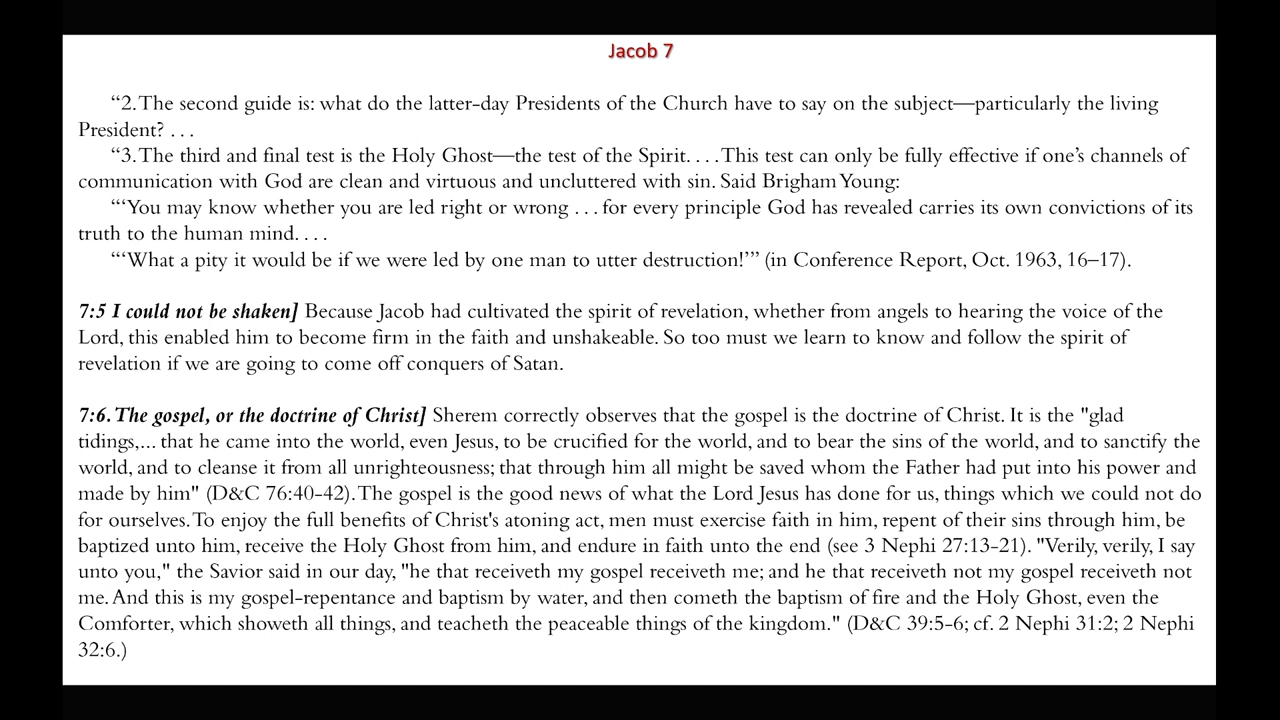 Jacob 7
“2. The second guide is: what do the latter-day Presidents of the Church have to say on the subject—particularly the living
President? . . .
“3. The third and final test is the Holy Ghost—the test of the Spirit. . . . This test can only be fully effective if one’s channels of
communication with God are clean and virtuous and uncluttered with sin. Said Brigham Young:
“‘You may know whether you are led right or wrong . . . for every principle God has revealed carries its own convictions of its
truth to the human mind. . . .
“‘What a pity it would be if we were led by one man to utter destruction!’” (in Conference Report, Oct. 1963, 16–17).
7:5 I could not be shaken] Because Jacob had cultivated the spirit of revelation, whether from angels to hearing the voice of the
Lord, this enabled him to become firm in the faith and unshakeable. So too must we learn to know and follow the spirit of
revelation if we are going to come off conquers of Satan.
7:6. The gospel, or the doctrine of Christ] Sherem correctly observes that the gospel is the doctrine of Christ. It is the "glad
tidings,... that he came into the world, even Jesus, to be crucified for the world, and to bear the sins of the world, and to sanctify the
world, and to cleanse it from all unrighteousness; that through him all might be saved whom the Father had put into his power and
made by him" (D&C 76:40-42). The gospel is the good news of what the Lord Jesus has done for us, things which we could not do
for ourselves. To enjoy the full benefits of Christ's atoning act, men must exercise faith in him, repent of their sins through him, be
baptized unto him, receive the Holy Ghost from him, and endure in faith unto the end (see 3 Nephi 27:13-21). "Verily, verily, I say
unto you," the Savior said in our day, "he that receiveth my gospel receiveth me; and he that receiveth not my gospel receiveth not
me. And this is my gospel-repentance and baptism by water, and then cometh the baptism of fire and the Holy Ghost, even the
Comforter, which showeth all things, and teacheth the peaceable things of the kingdom." (D&C 39:5-6; cf. 2 Nephi 31:2; 2 Nephi
32:6.)